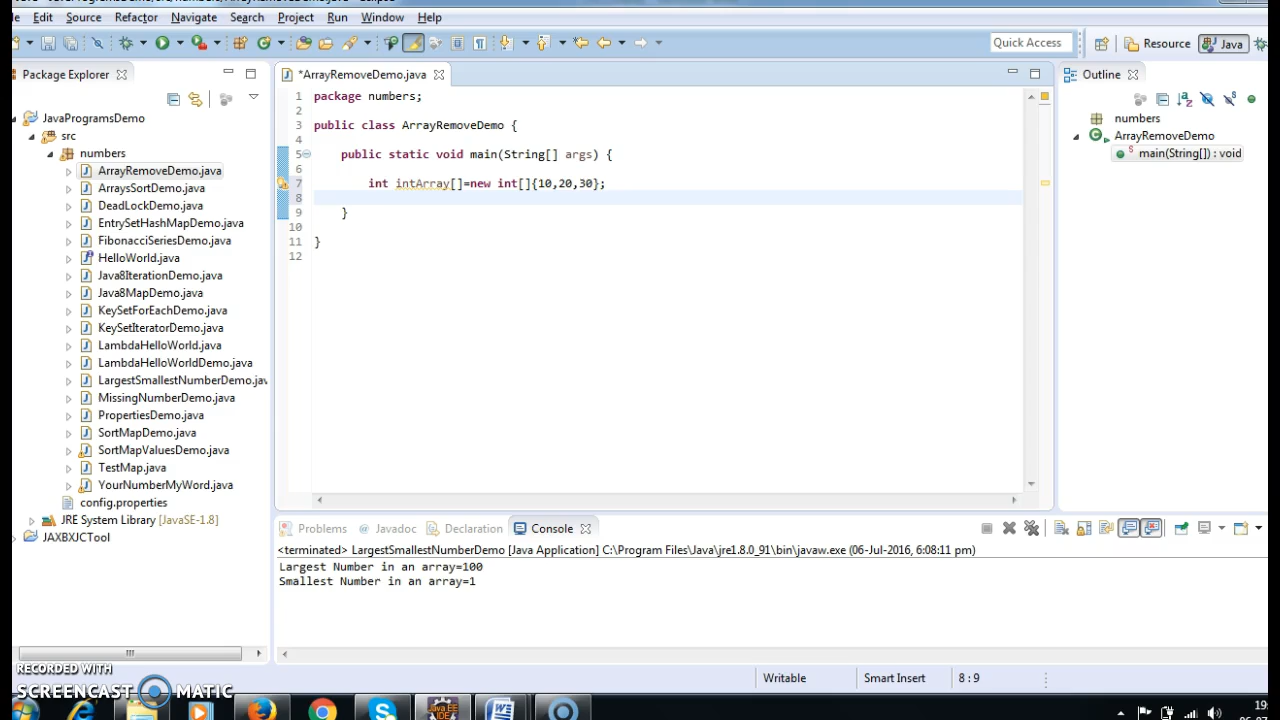 le Edit Source Refactor Navigate Search Project Run Window Help
Quick Access Resource Java
Package Explorer
JavaProgramsDemo
src
numbers
ArrayRemoveDemo.java
ArraysSortDemo.java
DeadLockDemo.java
EntrySetHashMapDemo.java
FibonacciSeriesDemo.java
HelloWorld.java
Java8IterationDemo.java
Java8MapDemo.java
KeySetForEachDemo.java
KeySetIteratorDemo.java
LambdaHelloWorld.java
LambdaHelloWorldDemo.java
LargestSmallestNumberDemo.jav
MissingNumberDemo.java
PropertiesDemo.java
SortMapDemo.java
SortMapValuesDemo.java
TestMap.java
YourNumberMyWord.java
config.properties
JRE System Library [JavaSE-1.8]
JAXBXJCTool
*ArrayRemoveDemo.java
1 package numbers;
2
3 public class ArrayRemoveDemo {
4
5 public static void main(String[] args) {
6
7 int intArray[]=new int[]{10,20,30};
8
9 }
10
11 }
12
Outline
numbers
ArrayRemoveDemo
main(String[]) : void
Problems Javadoc Declaration Console
<terminated> LargestSmallestNumberDemo [Java Application] C:\Program Files\Java\jre1.8.0_91\bin\javaw.exe (06-Jul-2016, 6:08:11 pm)
Largest Number in an array=100
Smallest Number in an array=1
Writable Smart Insert 8 : 9
RECORDED WITH
SCREENCAST MATIC